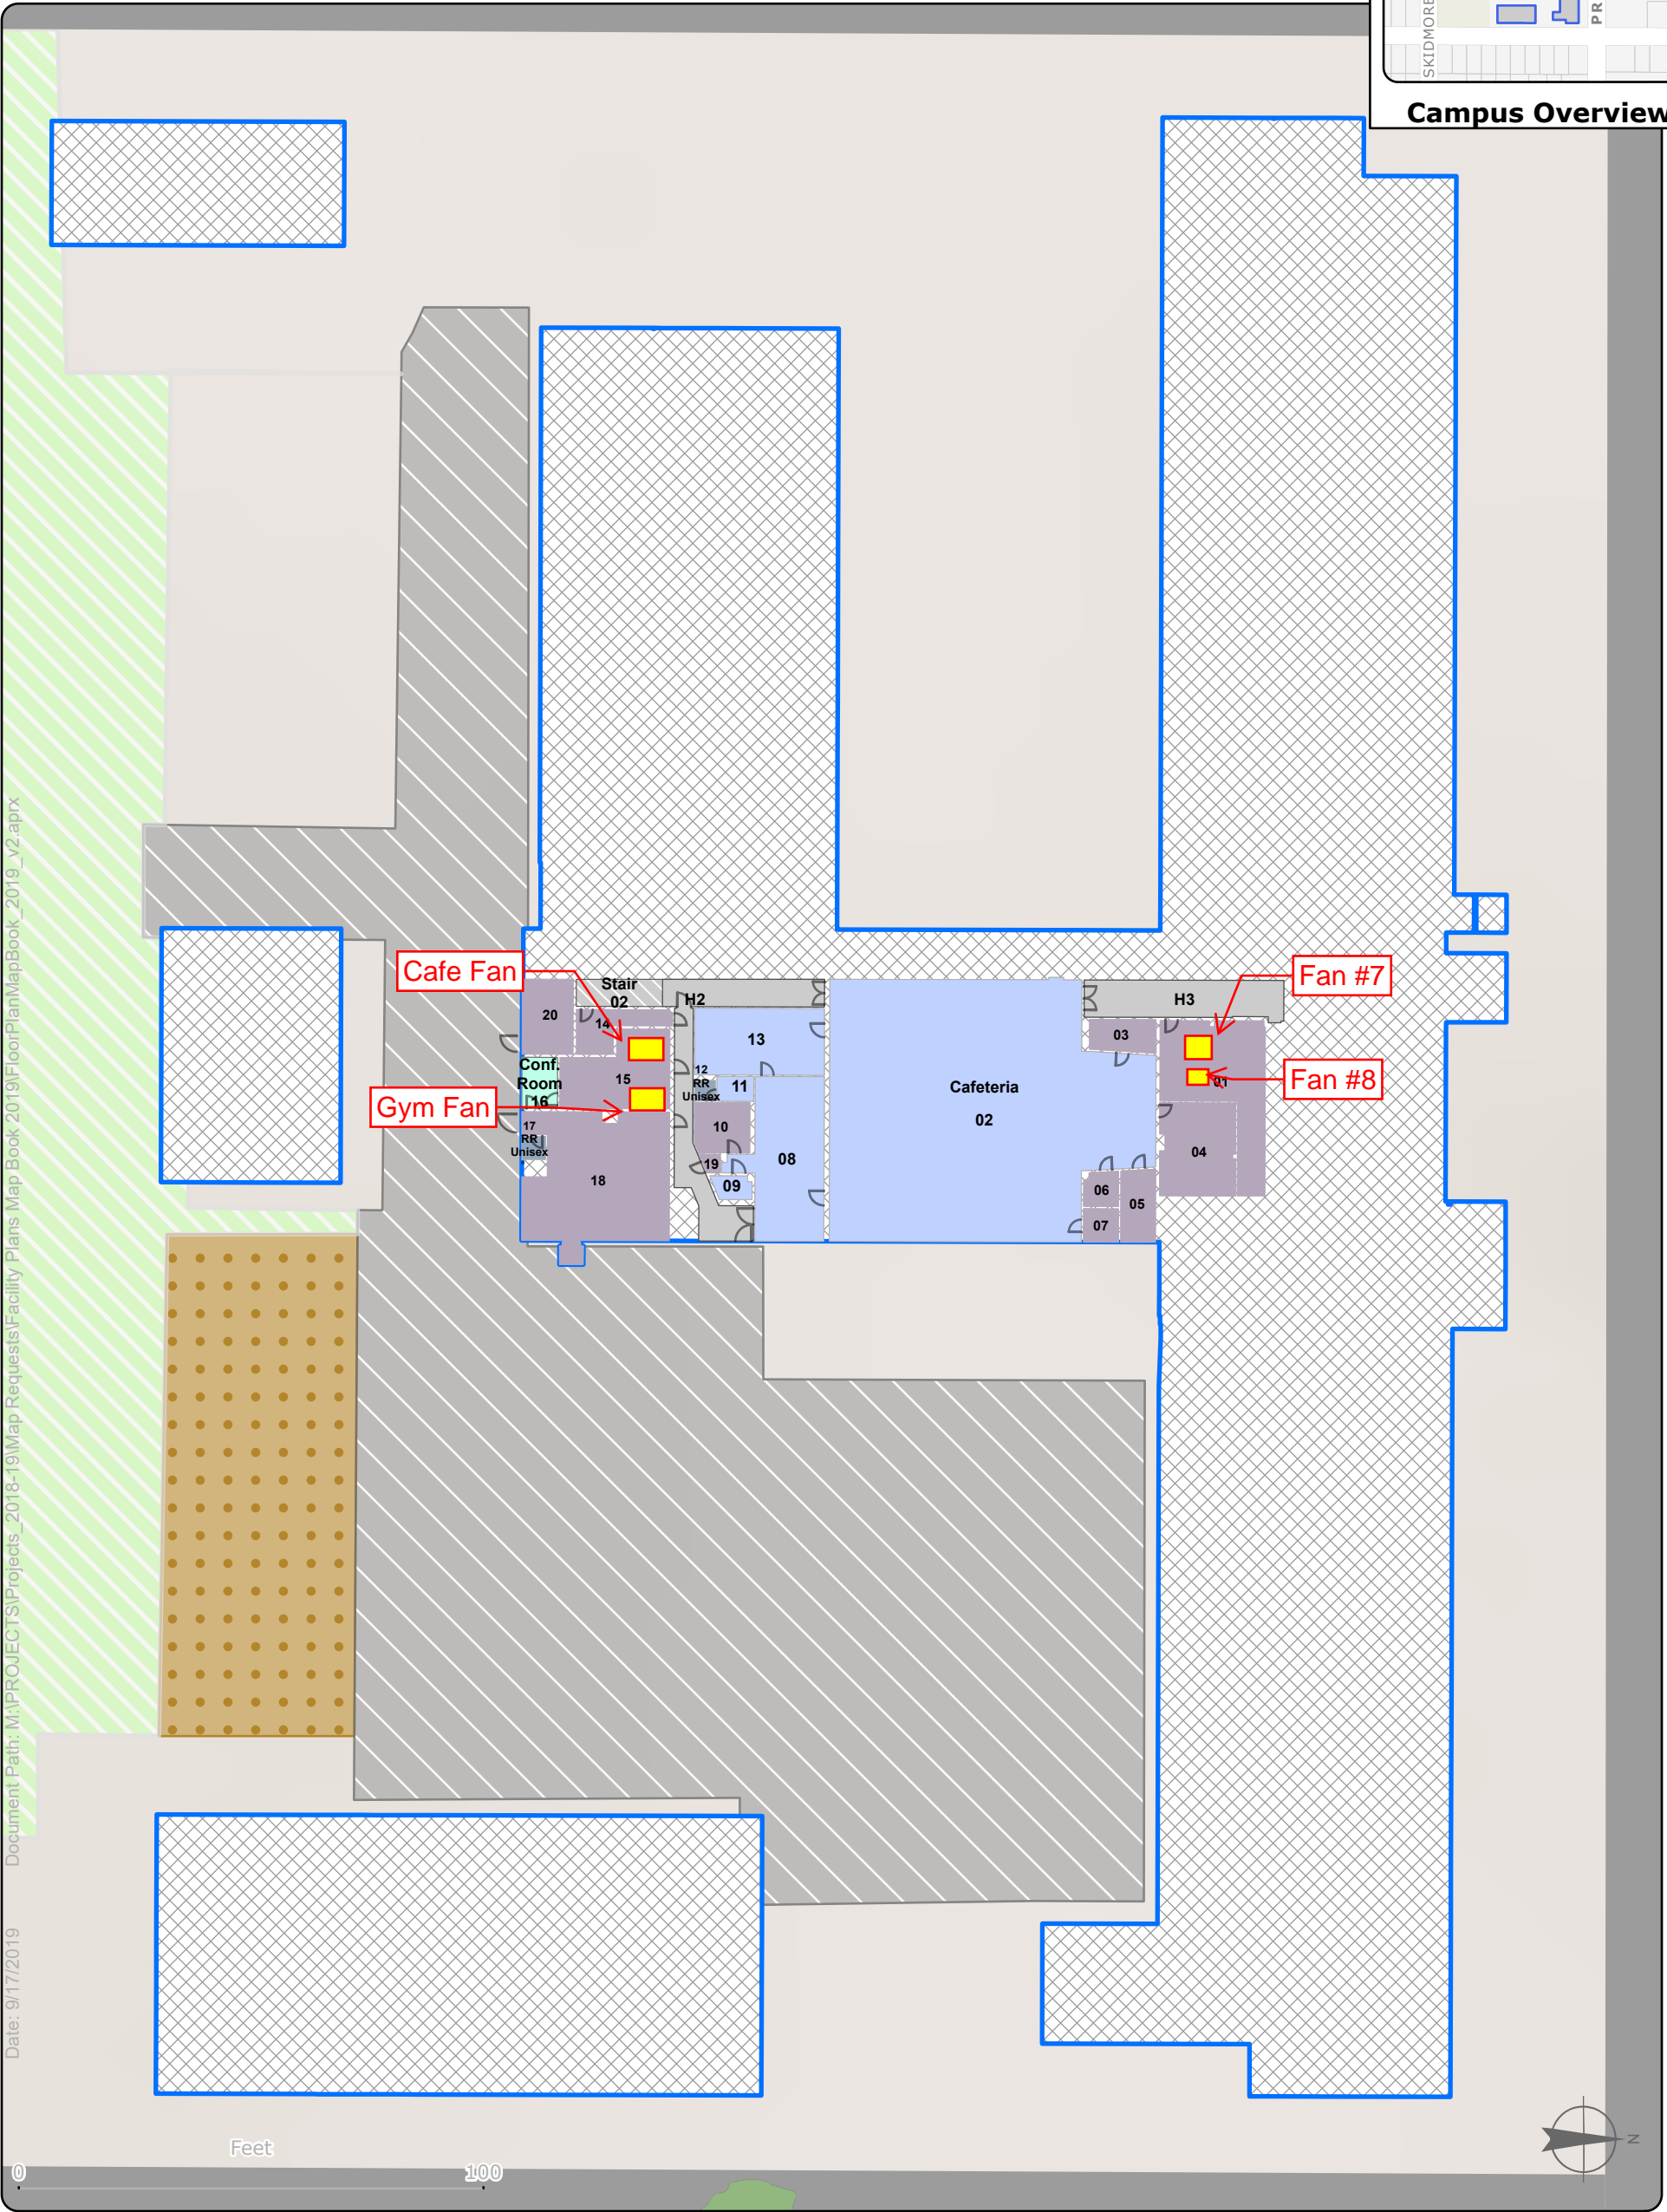 SKIDMORE
PR
Campus Overview
Cafe Fan
Stair
02
H2
H3
Fan #7
20
14
13
03
Conf.
Room
16
15
12
RR
Unisex
11
Cafeteria
02
01
Fan #8
Gym Fan
17
RR
Unisex
10
08
04
18
19
09
06
05
07
Document Path: M:\PROJECTS\Projects_2018-19\Map Requests\Facility Plans Map Book 2019\FloorPlanMapBook_2019_v2.aprx
Date: 9/17/2019
Feet
0
100
N